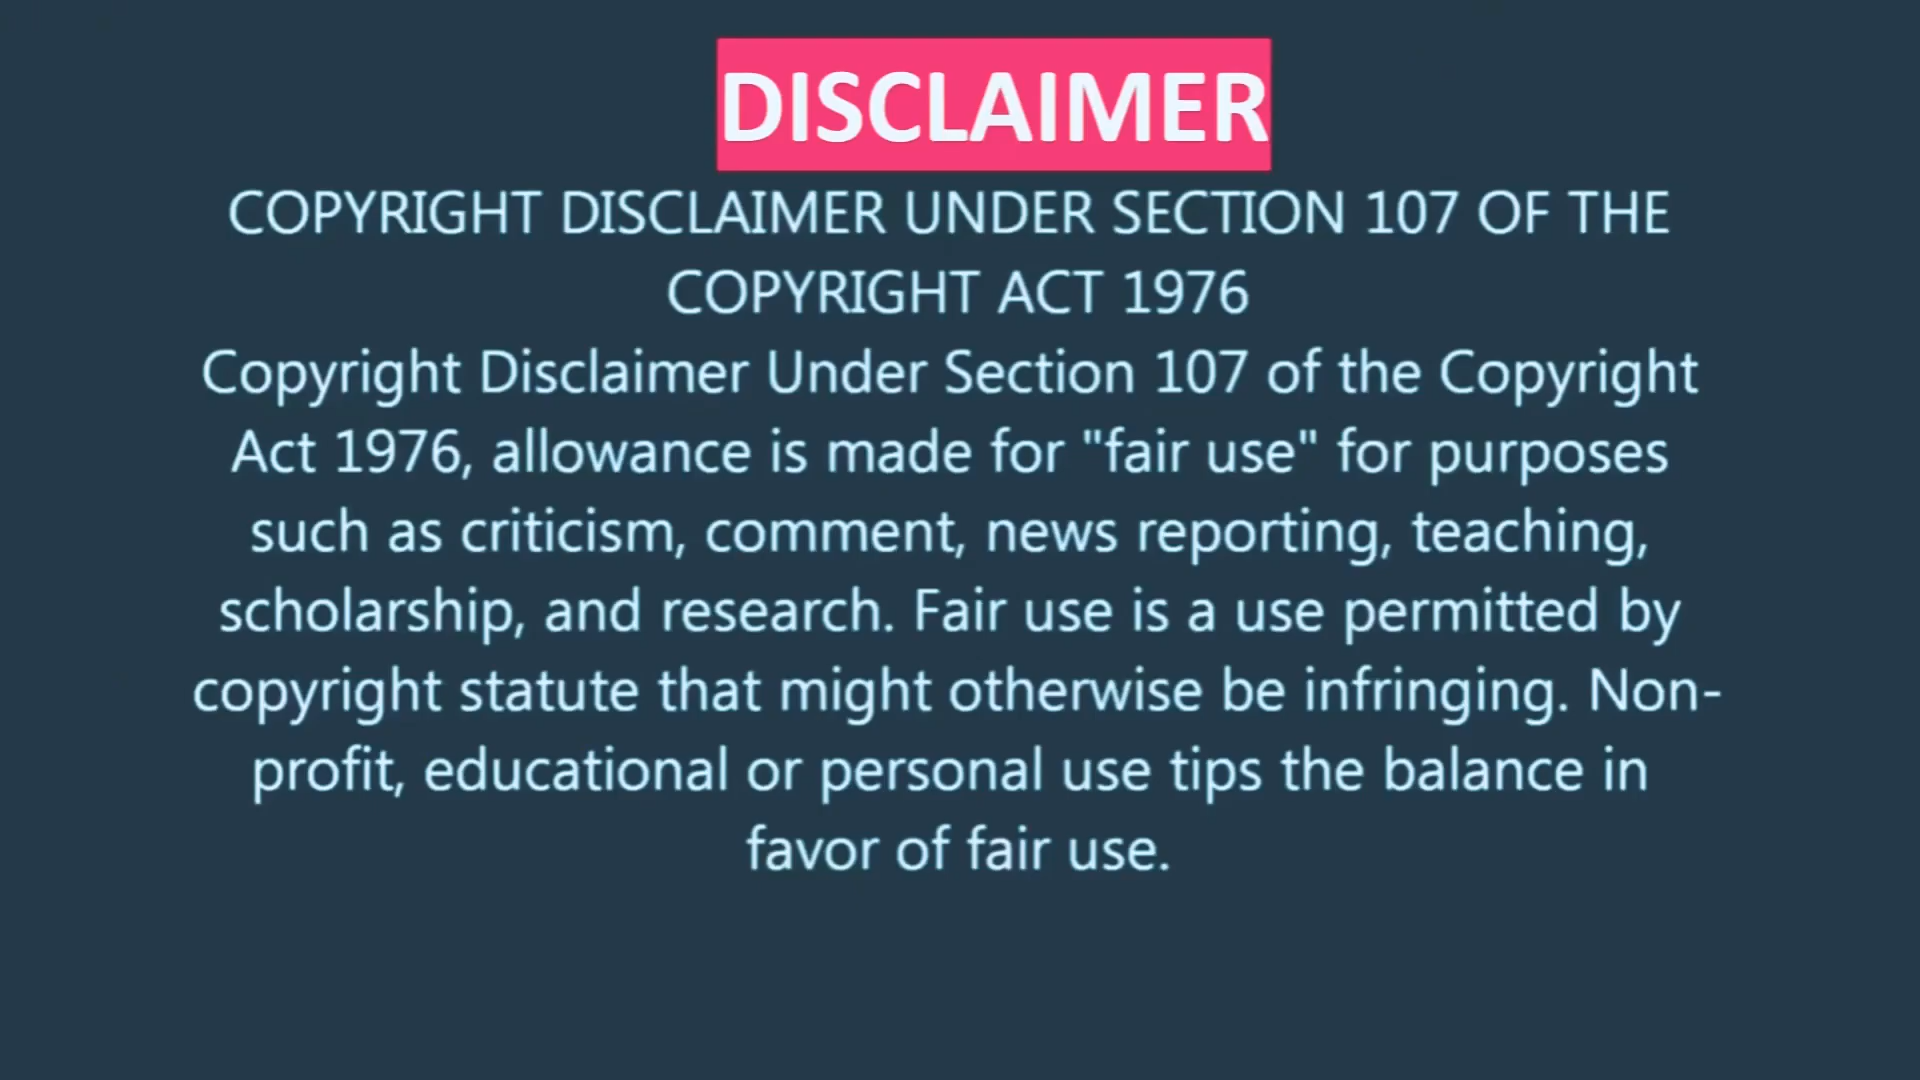 DISCLAIMER
COPYRIGHT DISCLAIMER UNDER SECTION 107 OF THE
COPYRIGHT ACT 1976
Copyright Disclaimer Under Section 107 of the Copyright
Act 1976, allowance is made for "fair use" for purposes
such as criticism, comment, news reporting, teaching,
scholarship, and research. Fair use is a use permitted by
copyright statute that might otherwise be infringing. Non-
profit, educational or personal use tips the balance in
favor of fair use.